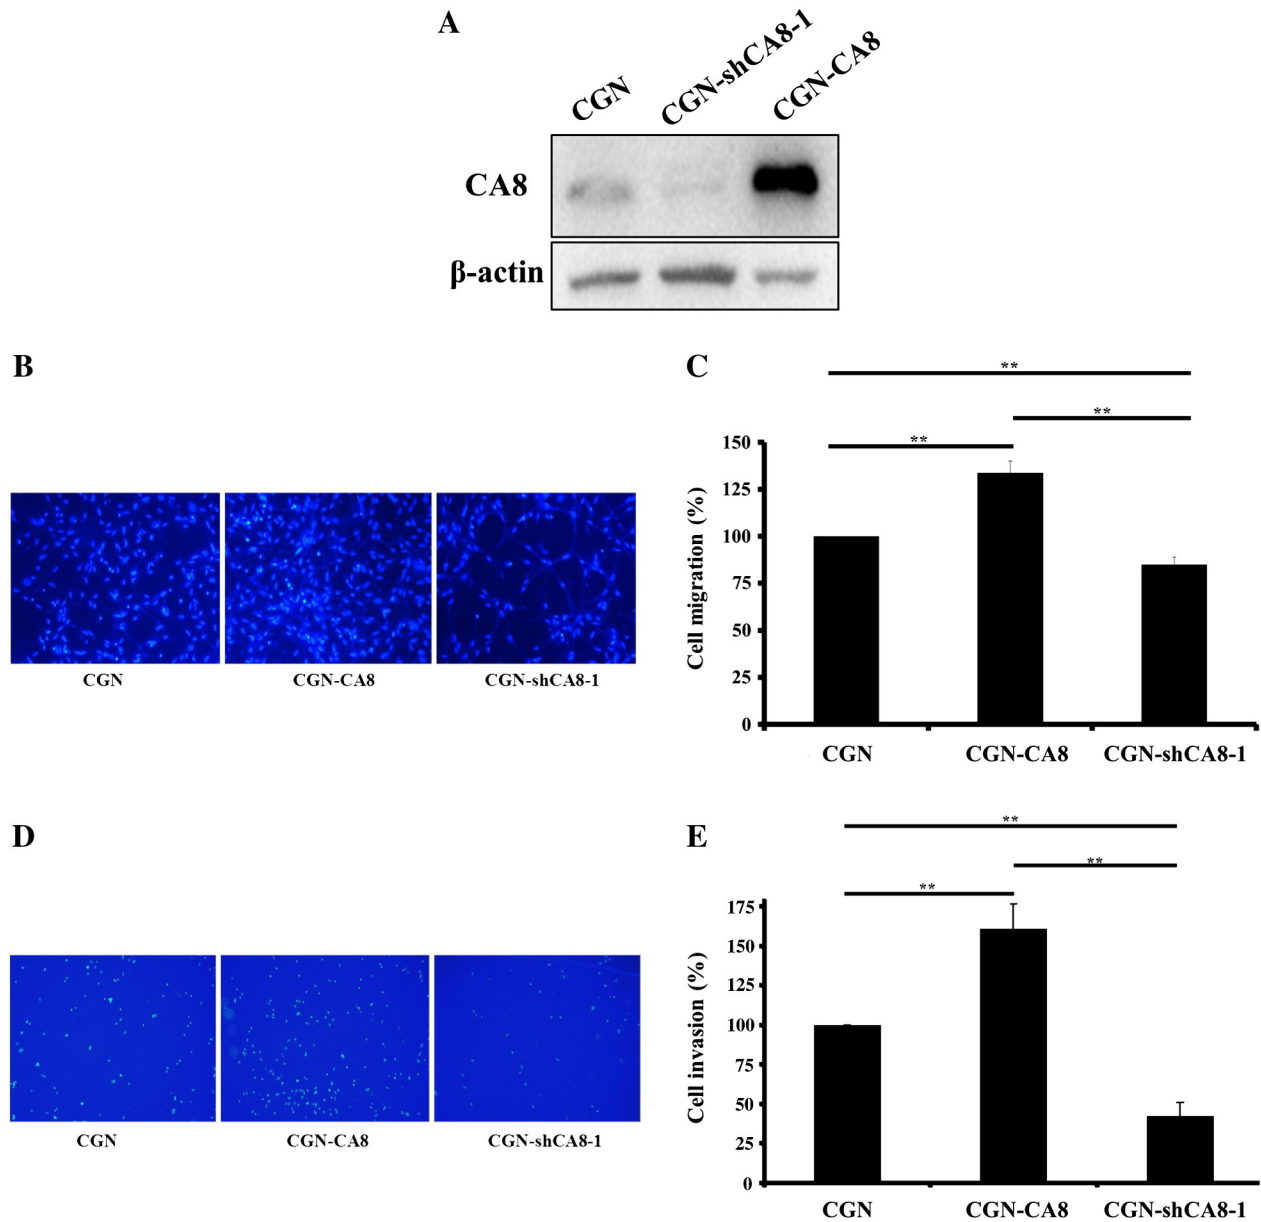 A
CGN
CGN-shCA8-1
CGN-CA8
CA8
β-actin
B
CGN
CGN-CA8
CGN-shCA8-1
C
**
**
**
150
125
100
75
50
25
0
Cell migration (%)
CGN
CGN-CA8
CGN-shCA8-1
D
CGN
CGN-CA8
CGN-shCA8-1
E
**
**
**
175
150
125
100
75
50
25
0
Cell invasion (%)
CGN
CGN-CA8
CGN-shCA8-1